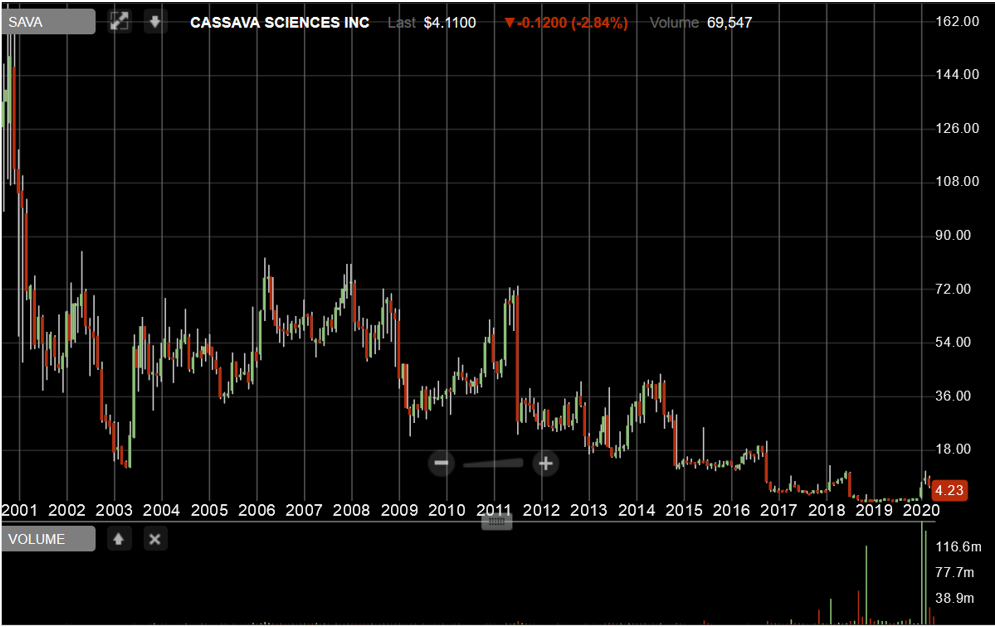 SAVA CASSAVA SCIENCES INC Last $4.1100 ▼-0.1200 (-2.84%) Volume 69,547
162.00
144.00
126.00
108.00
90.00
72.00
54.00
36.00
18.00
4.23
2001 2002 2003 2004 2005 2006 2007 2008 2009 2010 2011 2012 2013 2014 2015 2016 2017 2018 2019 2020
VOLUME
116.6m
77.7m
38.9m